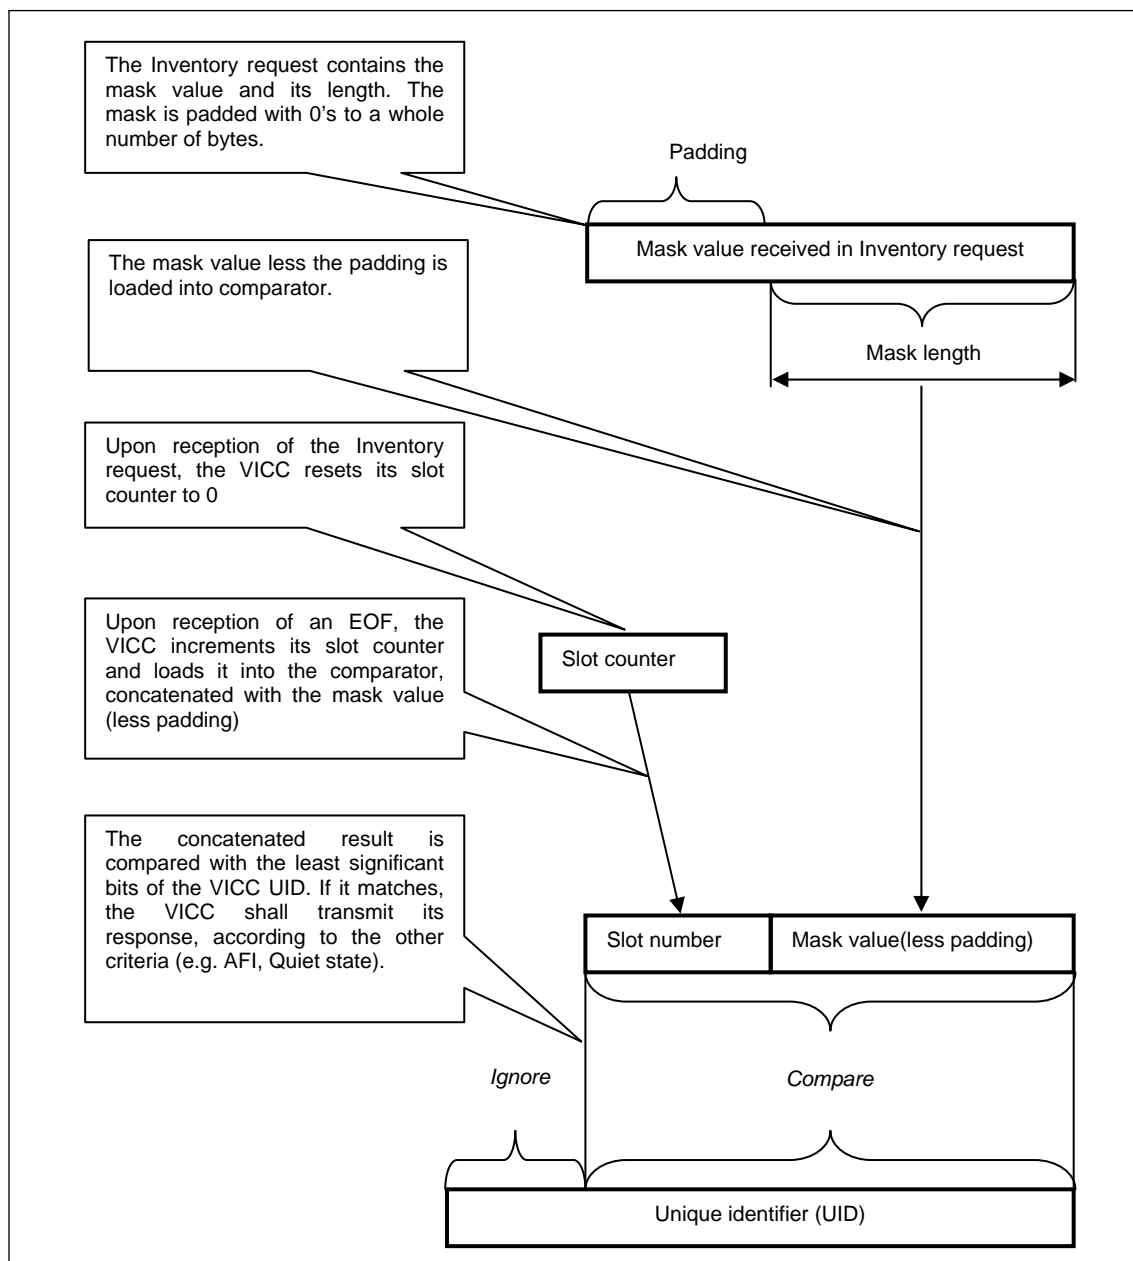 The Inventory request contains the
mask value and its length. The
mask is padded with 0's to a whole
number of bytes.
Padding
Mask value received in Inventory request
The mask value less the padding is
loaded into comparator.
Mask length
Upon reception of the Inventory
request, the VICC resets its slot
counter to 0
Upon reception of an EOF, the
VICC increments its slot counter
and loads it into the comparator,
concatenated with the mask value
(less padding)
Slot counter
The concatenated result is
compared with the least significant
bits of the VICC UID. If it matches,
the VICC shall transmit its
response, according to the other
criteria (e.g. AFI, Quiet state).
Slot number
Mask value(less padding)
Ignore
Compare
Unique identifier (UID)